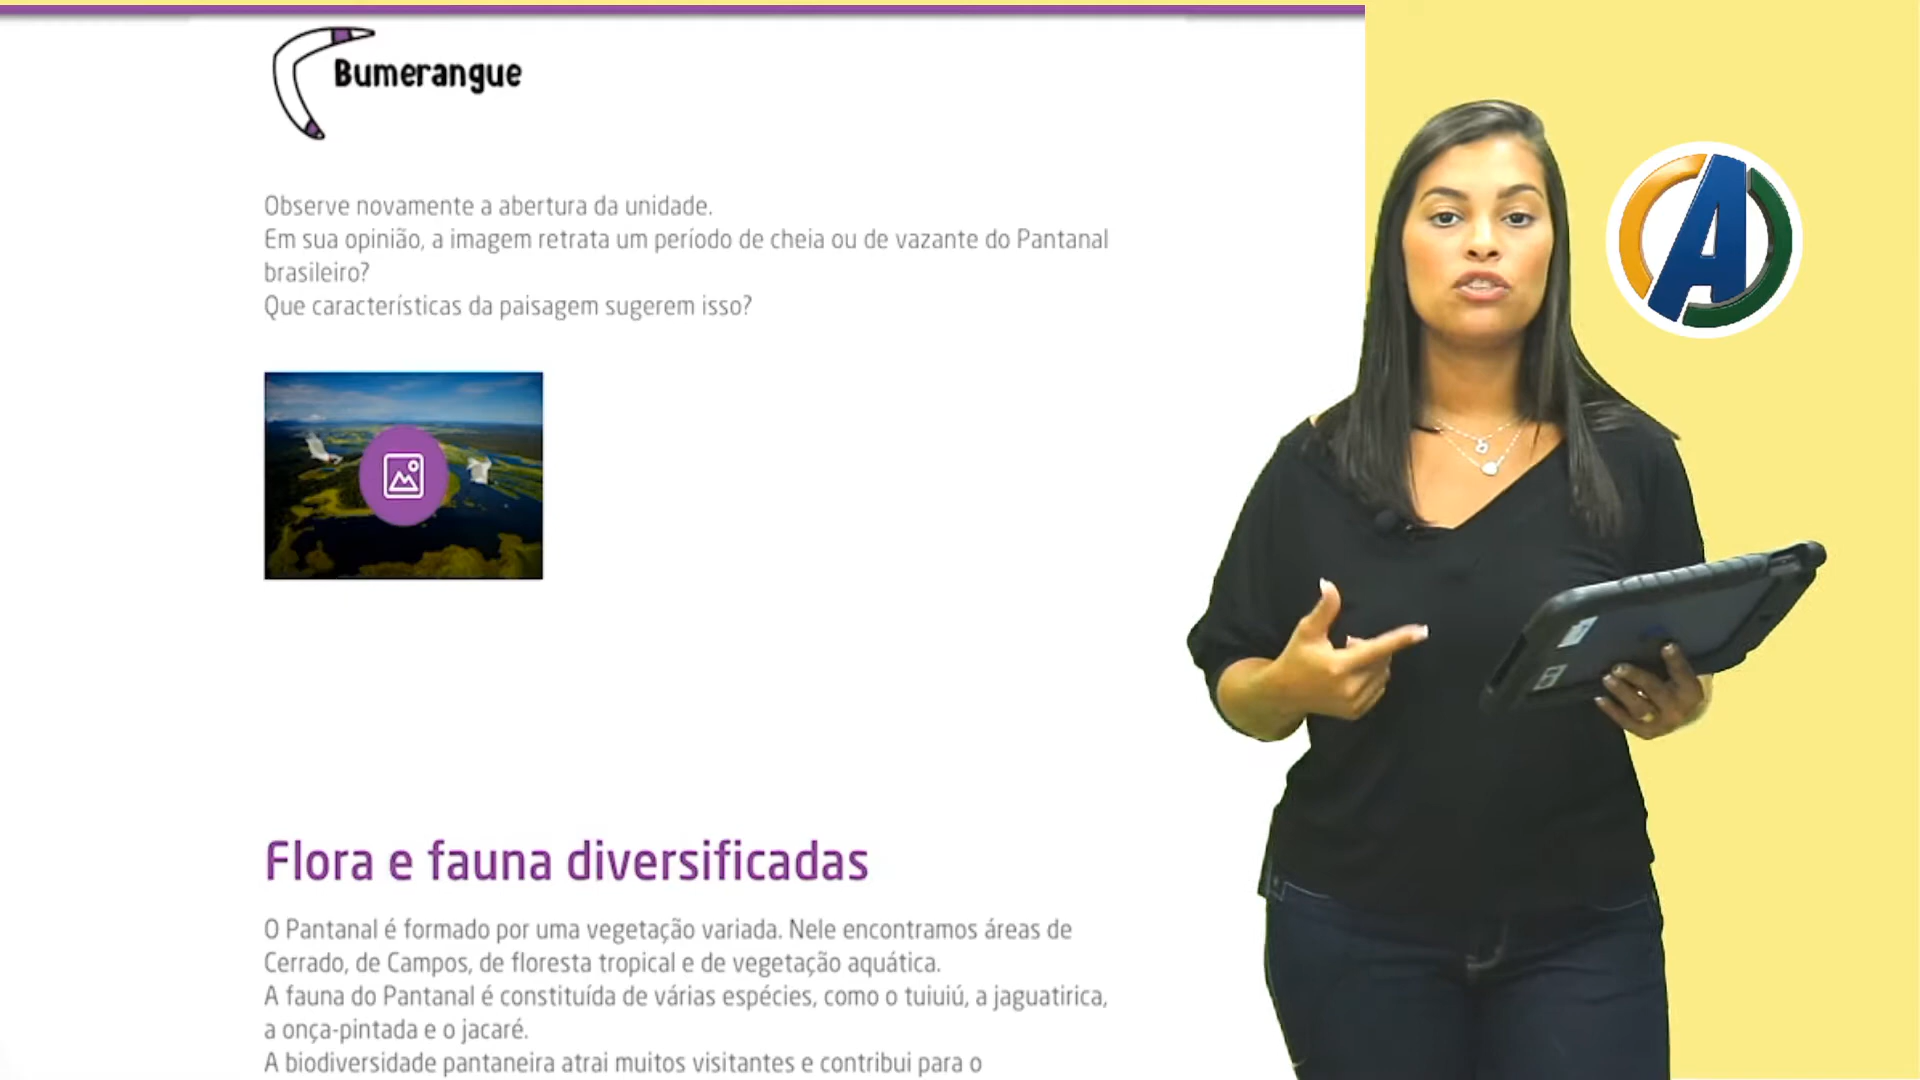 Bumerangue
Observe novamente a abertura da unidade.
Em sua opinião, a imagem retrata um período de cheia ou de vazante do Pantanal
brasileiro?
Que características da paisagem sugerem isso?
Flora e fauna diversificadas
O Pantanal é formado por uma vegetação variada. Nele encontramos áreas de
Cerrado, de Campos, de floresta tropical e de vegetação aquática.
A fauna do Pantanal é constituída de várias espécies, como o tuiuiú, a jaguatirica,
a onça-pintada e o jacaré.
A biodiversidade pantaneira atrai muitos visitantes e contribui para o
A